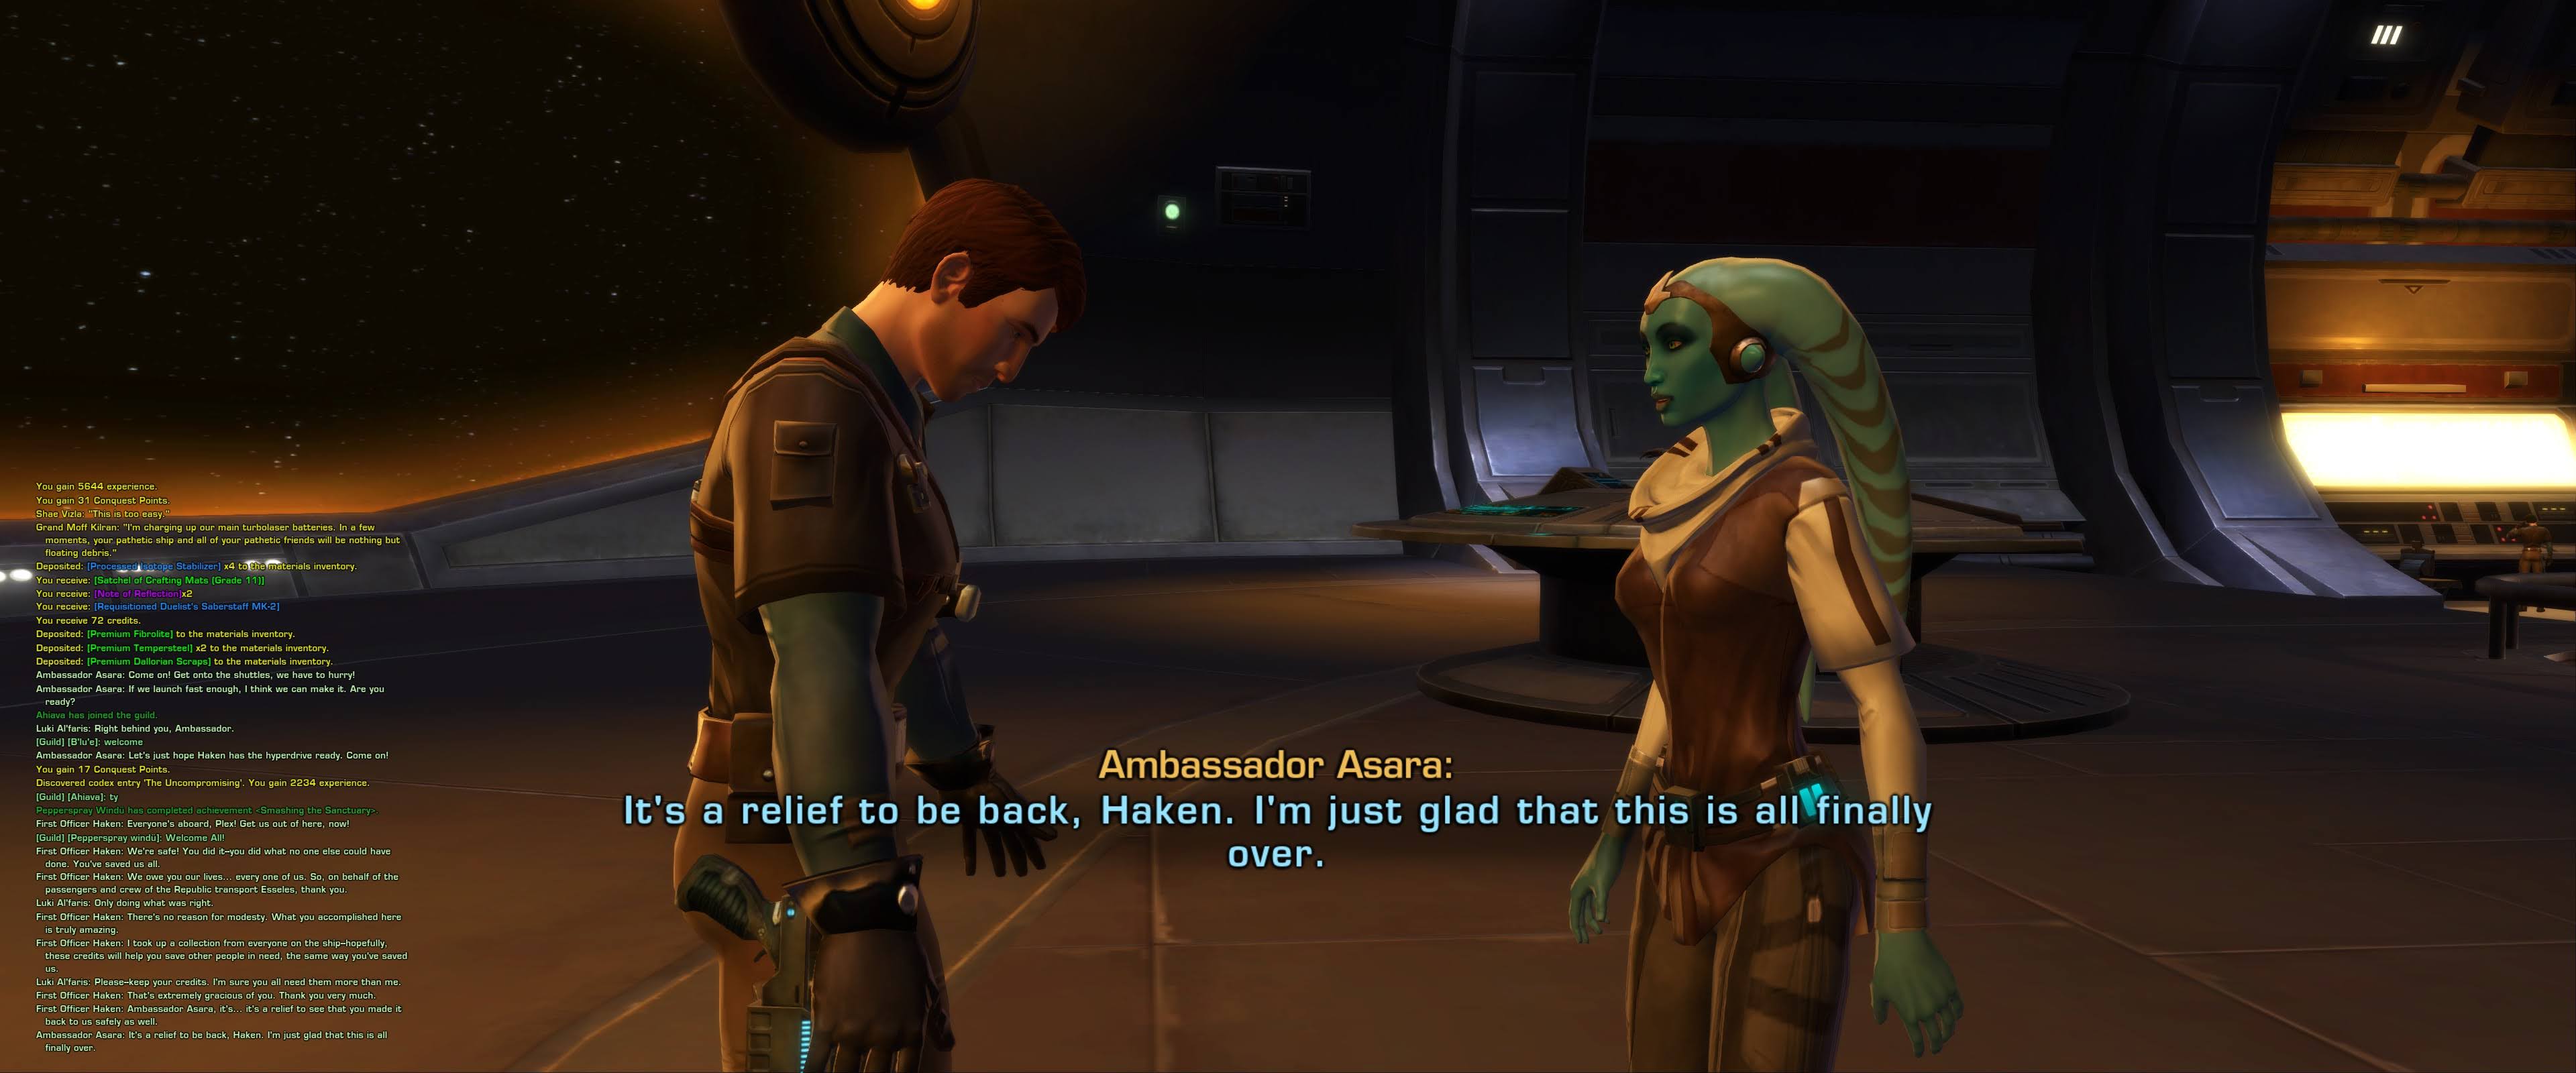 You gain 5644 experience.
You gain 31 Conquest Points.
Shae Vizla: "This is too easy."
Grand Moff Kilran: "I'm charging up our main turbolaser batteries. In a few
moments, your pathetic ship and all of your pathetic friends will be nothing but
floating debris."
Deposited: [Processed Isotope Stabilizer] x4 to the materials inventory.
You receive: [Satchel of Crafting Mats (Grade 11)]
You receive: [Note of Reflection]x2
You receive: [Requisitioned Duelist's Saberstaff MK-2]
You receive 72 credits.
Deposited: [Premium Fibrolite] to the materials inventory.
Deposited: [Premium Tempersteel] x2 to the materials inventory.
Deposited: [Premium Dallorian Scraps] to the materials inventory.
Ambassador Asara: Come on! Get onto the shuttles, we have to hurry!
Ambassador Asara: If we launch fast enough, I think we can make it. Are you
ready?
Ahiava has joined the guild.
Luki Al'faris: Right behind you, Ambassador.
[Guild] [B'lu'e]: welcome
Ambassador Asara: Let's just hope Haken has the hyperdrive ready. Come on!
You gain 17 Conquest Points.
Discovered codex entry 'The Uncompromising'. You gain 2234 experience.
[Guild] [Ahiava]: ty
Pepperspray Windu has completed achievement <Smashing the Sanctuary>
First Officer Haken: Everyone's aboard, Plex! Get us out of here, now!
[Guild] [Pepperspray windu]: Welcome All!
First Officer Haken: We're safe! You did it–you did what no one else could have
done. You've saved us all.
First Officer Haken: We owe you our lives... every one of us. So, on behalf of the
passengers and crew of the Republic transport Esseles, thank you.
Luki Al'faris: Only doing what was right.
First Officer Haken: There's no reason for modesty. What you accomplished here
is truly amazing.
First Officer Haken: I took up a collection from everyone on the ship–hopefully,
these credits will help you save other people in need, the same way you've saved
us.
Luki Al'faris: Please–keep your credits. I'm sure you all need them more than me.
First Officer Haken: That's extremely gracious of you. Thank you very much.
First Officer Haken: Ambassador Asara, it's... it's a relief to see that you made it
back to us safely as well.
Ambassador Asara: It's a relief to be back, Haken. I'm just glad that this is all
finally over.
Ambassador Asara:
It's a relief to be back, Haken. I'm just glad that this is all finally
over.